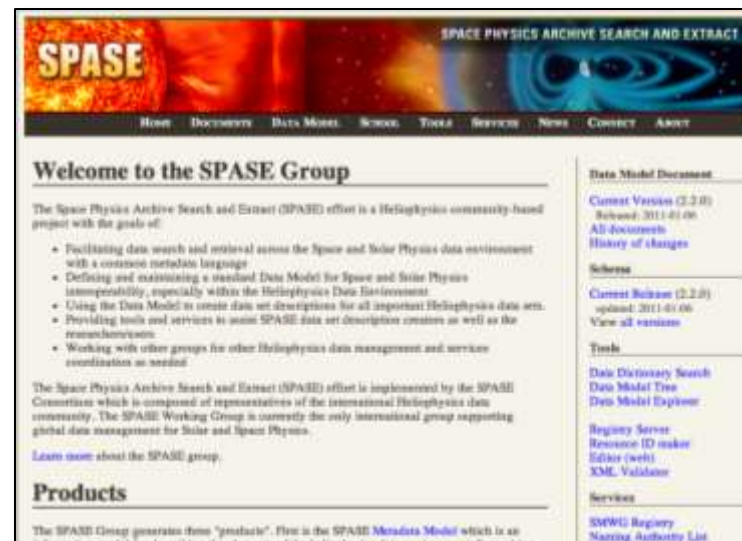 SPASE
SPACE PHYSICS ARCHIVE SEARCH AND EXTRACT
HOME DOCUMENTS DATA MODEL SCHOOL TOOLS SERVICES NEWS CONNECT ABOUT
Welcome to the SPASE Group
The Space Physics Archive Search and Extract (SPASE) effort is a Heliophysics community-based
project with the goals of:
• Facilitating data search and retrieval across the Space and Solar Physics data environment
with a common metadata language
• Defining and maintaining a standard Data Model for Space and Solar Physics
interoperability, especially within the Heliophysics Data Environment
• Using the Data Model to create data set descriptions for all important Heliophysics data sets.
• Providing tools and services to assist SPASE data set description creators as well as the
researchers/users
• Working with other groups for other Heliophysics data management and services
coordination as needed
The Space Physics Archive Search and Extract (SPASE) effort is implemented by the SPASE
Consortium which is composed of representatives of the international Heliophysics data
community. The SPASE Working Group is currently the only international group supporting
global data management for Solar and Space Physics.
Learn more about the SPASE group.
Products
The SPASE Group generates three "products". First is the SPASE Metadata Model which is an
Data Model Document
Current Version (2.2.0)
Released: 2011-01-06
All documents
History of changes
Schema
Current Release (2.2.0)
updated: 2011-01-06
View all versions
Tools
Data Dictionary Search
Data Model Tree
Data Model Explorer
Registry Server
Resource ID maker
Editor (web)
XML Validator
Services
SMWG Registry
Naming Authority List